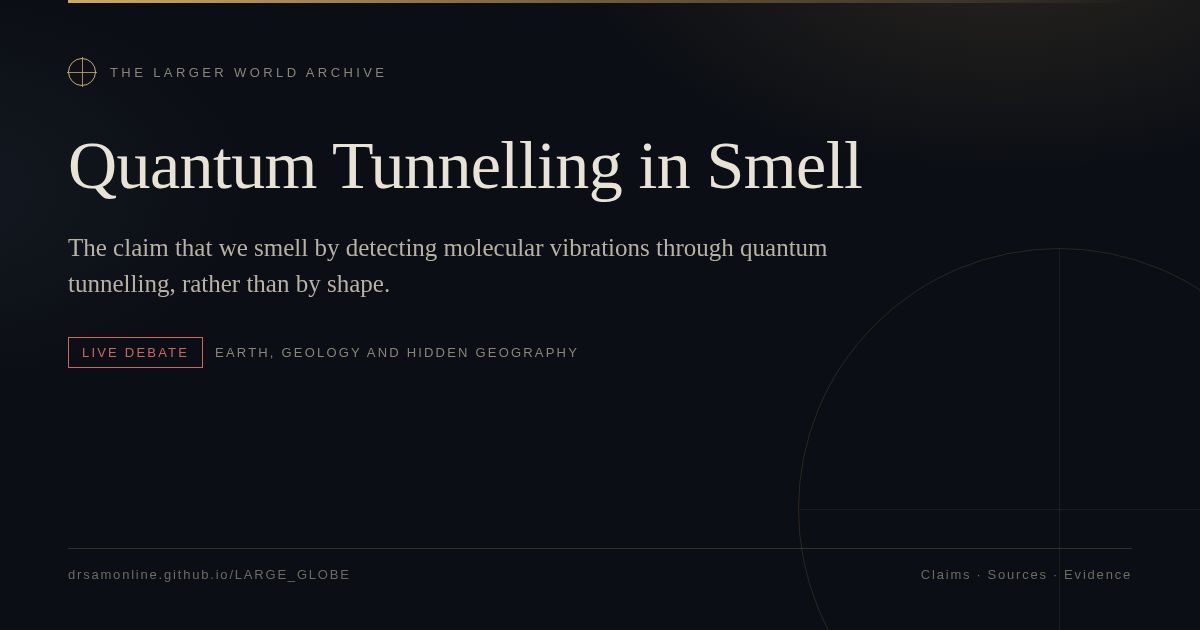 THE LARGER WORLD ARCHIVE
Quantum Tunnelling in Smell
The claim that we smell by detecting molecular vibrations through quantum
tunnelling, rather than by shape.
LIVE DEBATE EARTH, GEOLOGY AND HIDDEN GEOGRAPHY
drsamonline.github.io/LARGE_GLOBE Claims · Sources · Evidence